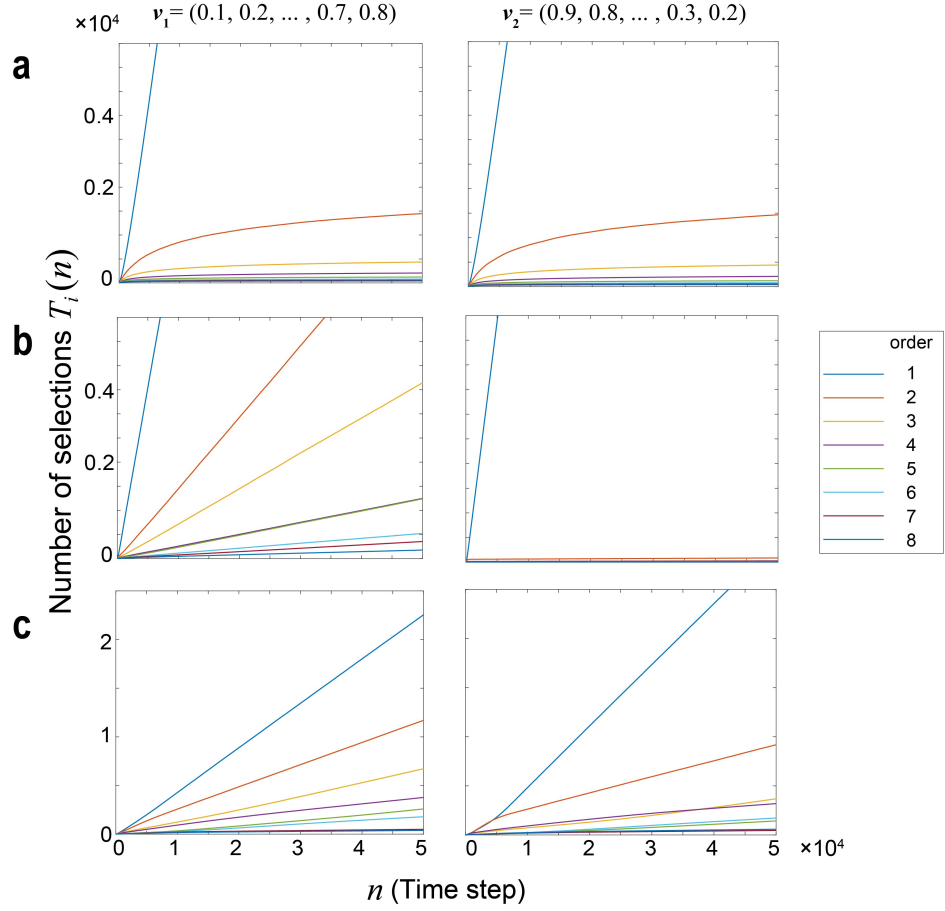 v₁= (0.1, 0.2, ... , 0.7, 0.8)
v₂= (0.9, 0.8, ... , 0.3, 0.2)
×10⁴
a
0.4
0.2
0
b
0.4
0.2
0
c
2
1
0
Number of selections Tᵢ(n)
order
1
2
3
4
5
6
7
8
0 1 2 3 4 5
0 1 2 3 4 5
×10⁴
n (Time step)